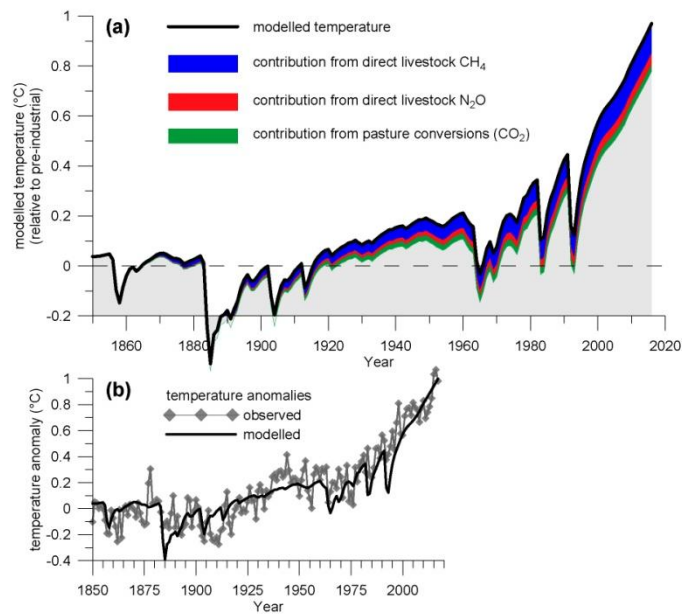 (a)
modelled temperature
contribution from direct livestock CH₄
contribution from direct livestock N₂O
contribution from pasture conversions (CO₂)
modelled temperature (°C)
(relative to pre-industrial)
1
0.8
0.6
0.4
0.2
0
-0.2
1860 1880 1900 1920 1940 1960 1980 2000 2020
Year
(b)
temperature anomalies
observed
modelled
temperature anomaly (°C)
1
0.8
0.6
0.4
0.2
0
-0.2
-0.4
1850 1875 1900 1925 1950 1975 2000
Year